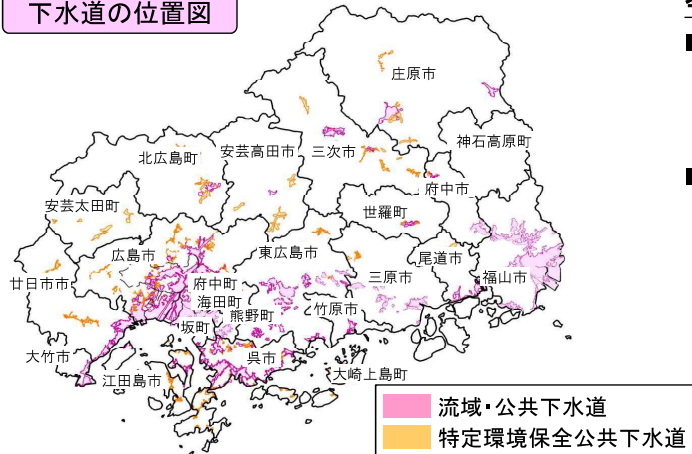 下水道の位置図
庄原市
神石高原町
北広島町
安芸高田市
三次市
府中市
安芸太田町
世羅町
広島市
東広島市
尾道市
廿日市市
府中町
三原市
福山市
海田町
熊野町
竹原市
坂町
大竹市
呉市
江田島市
大崎上島町
流域・公共下水道
特定環境保全公共下水道